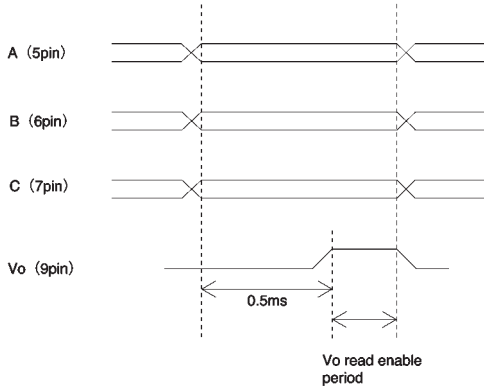 A (5pin)
B (6pin)
C (7pin)
Vo (9pin)
0.5ms
Vo read enable
period